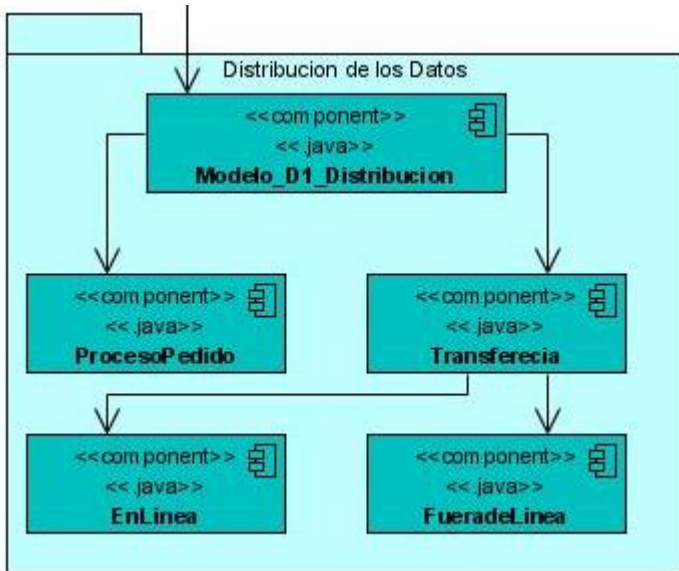 Distribucion de los Datos
<<component>>
<<.java>>
Modelo_D1_Distribucion
<<component>>
<<.java>>
ProcesoPedido
<<component>>
<<.java>>
Transferecia
<<component>>
<<.java>>
EnLinea
<<component>>
<<.java>>
FueradeLinea